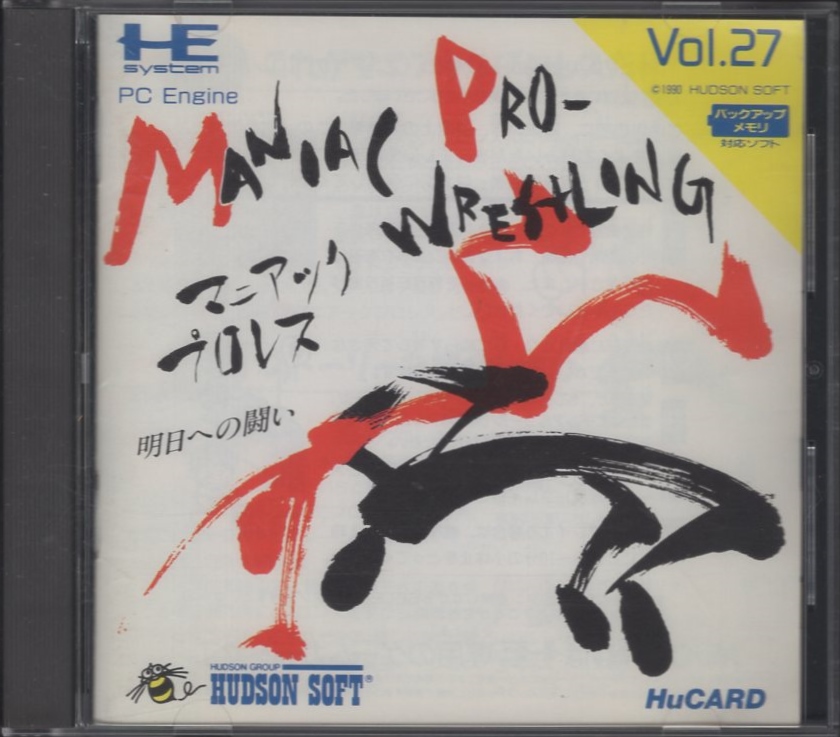 HE
system
PC Engine
Vol.27
©1990 HUDSON SOFT
バックアップ
メモリ
対応ソフト
MANIAC PRO-
WRESTLING
マニアック
プロレス
明日への闘い
HUDSON GROUP
HUDSON SOFT®
HuCARD